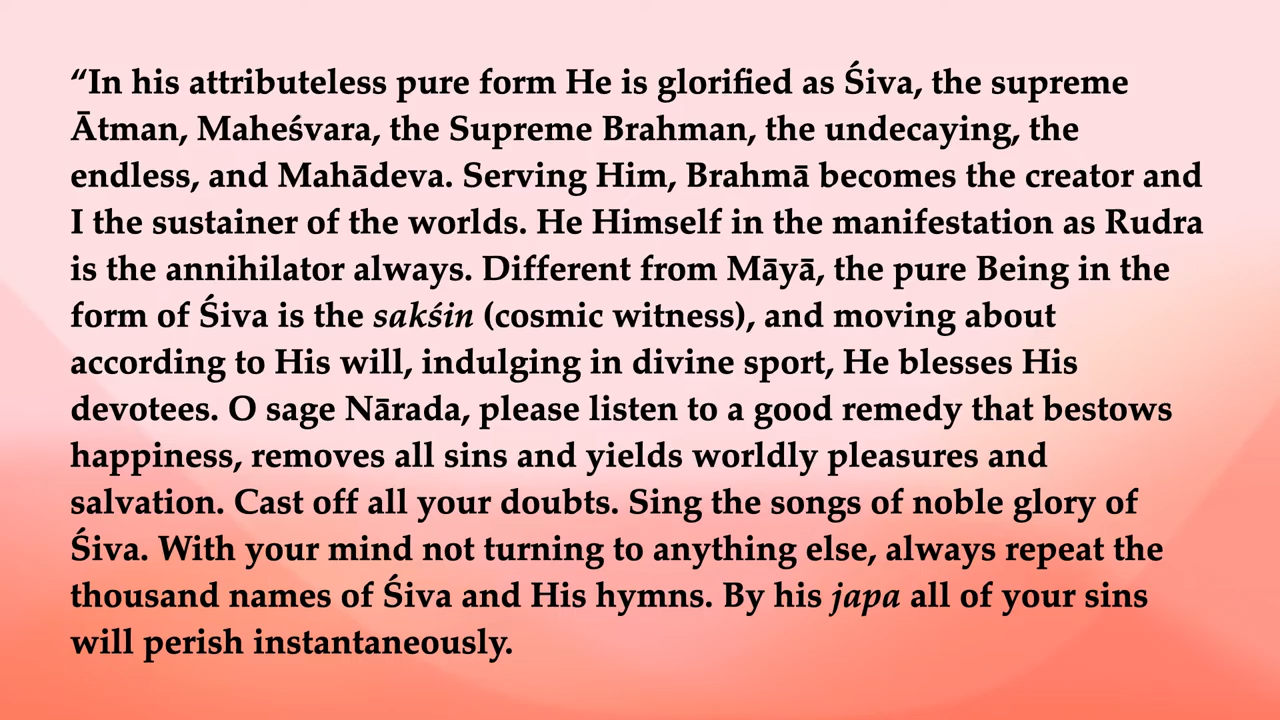 “In his attributeless pure form He is glorified as Śiva, the supreme
Ātman, Maheśvara, the Supreme Brahman, the undecaying, the
endless, and Mahādeva. Serving Him, Brahmā becomes the creator and
I the sustainer of the worlds. He Himself in the manifestation as Rudra
is the annihilator always. Different from Māyā, the pure Being in the
form of Śiva is the sakśin (cosmic witness), and moving about
according to His will, indulging in divine sport, He blesses His
devotees. O sage Nārada, please listen to a good remedy that bestows
happiness, removes all sins and yields worldly pleasures and
salvation. Cast off all your doubts. Sing the songs of noble glory of
Śiva. With your mind not turning to anything else, always repeat the
thousand names of Śiva and His hymns. By his japa all of your sins
will perish instantaneously.